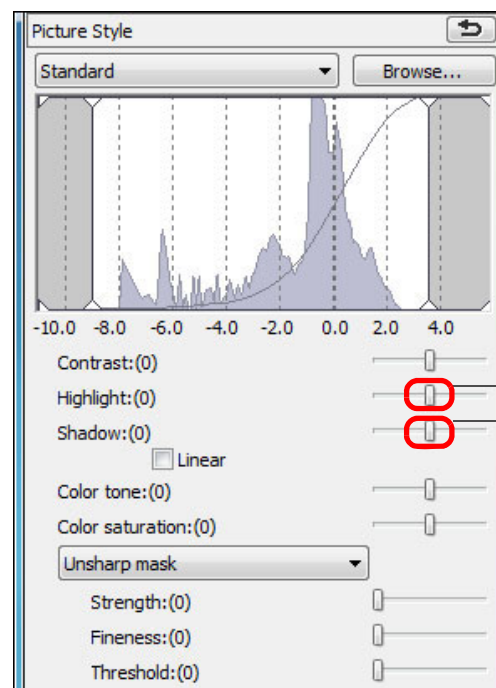 Picture Style
Standard Browse...
-10.0 -8.0 -6.0 -4.0 -2.0 0.0 2.0 4.0
Contrast:(0)
Highlight:(0)
Shadow:(0)
Linear
Color tone:(0)
Color saturation:(0)
Unsharp mask
Strength:(0)
Fineness:(0)
Threshold:(0)